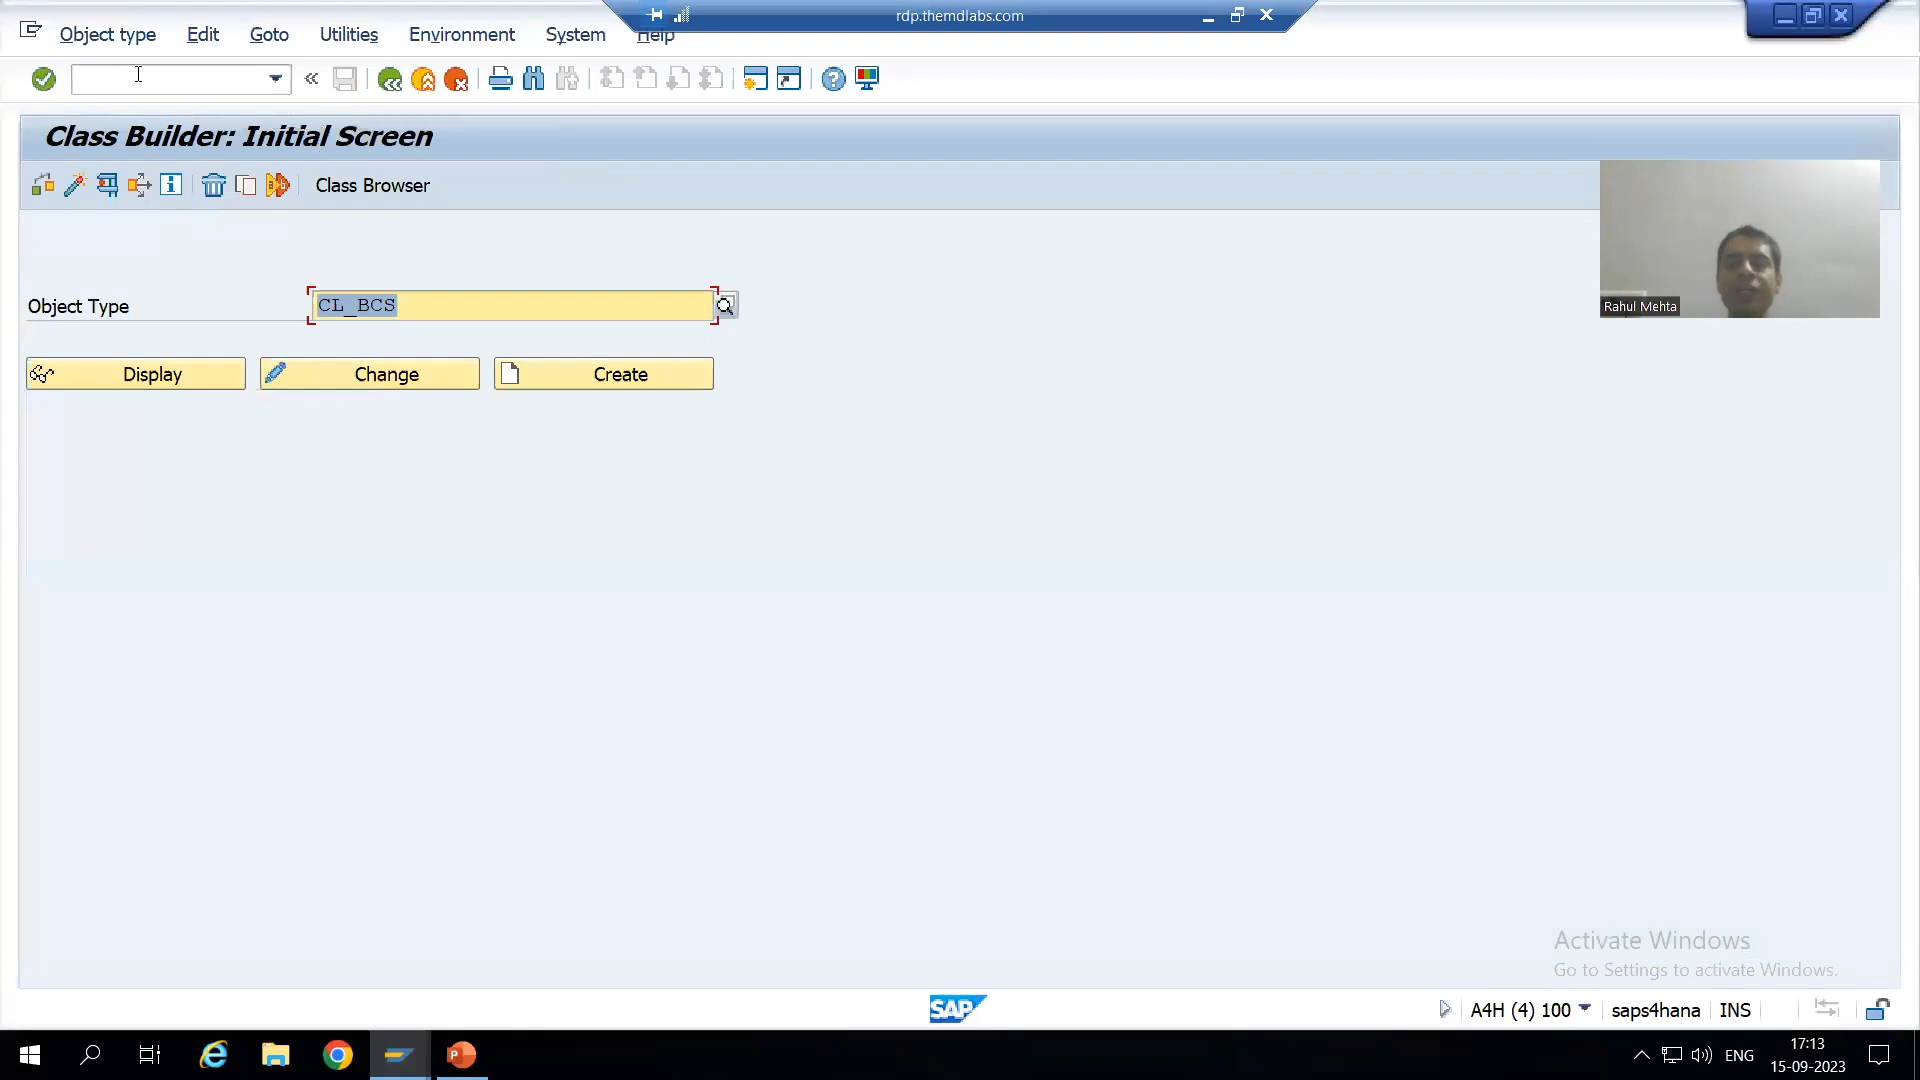 rdp.themdlabs.com
Object type Edit Goto Utilities Environment System Help
Class Builder: Initial Screen
Class Browser
Rahul Mehta
Object Type CL_BCS
Display Change Create
Activate Windows
Go to Settings to activate Windows.
SAP A4H (4) 100 saps4hana INS
ENG 17:13
15-09-2023